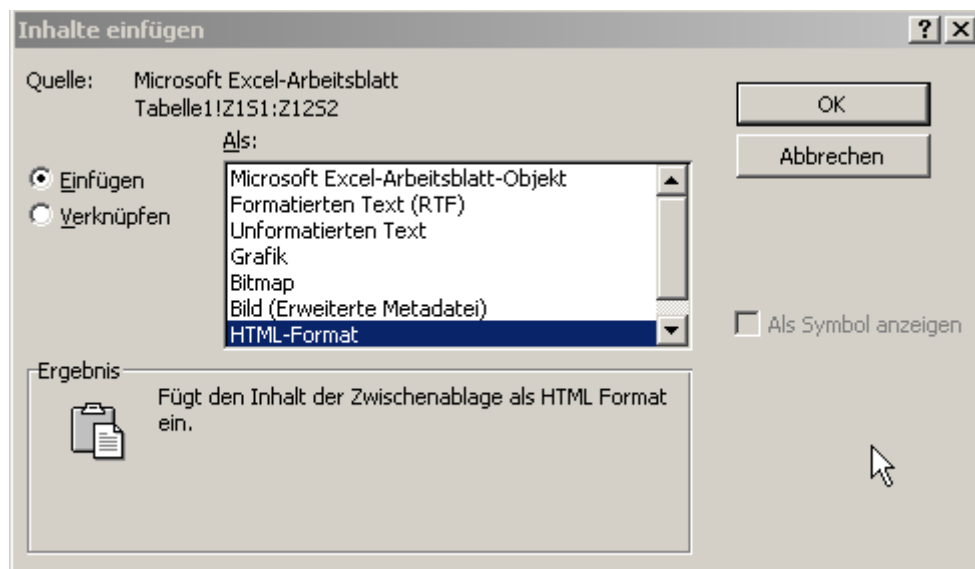 Inhalte einfügen
Quelle: Microsoft Excel-Arbeitsblatt
Tabelle1!Z1S1:Z12S2
Als:
Einfügen
Verknüpfen
Microsoft Excel-Arbeitsblatt-Objekt
Formatierten Text (RTF)
Unformatierten Text
Grafik
Bitmap
Bild (Erweiterte Metadatei)
HTML-Format
OK
Abbrechen
Als Symbol anzeigen
Ergebnis
Fügt den Inhalt der Zwischenablage als HTML Format
ein.